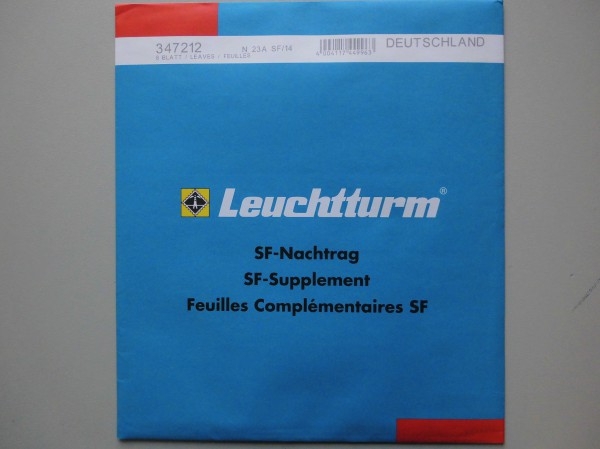 347212 N 23A SF/14 DEUTSCHLAND
5 BLATT / LEAVES / FEUILLES
Leuchtturm®
SF-Nachtrag
SF-Supplement
Feuilles Complémentaires SF